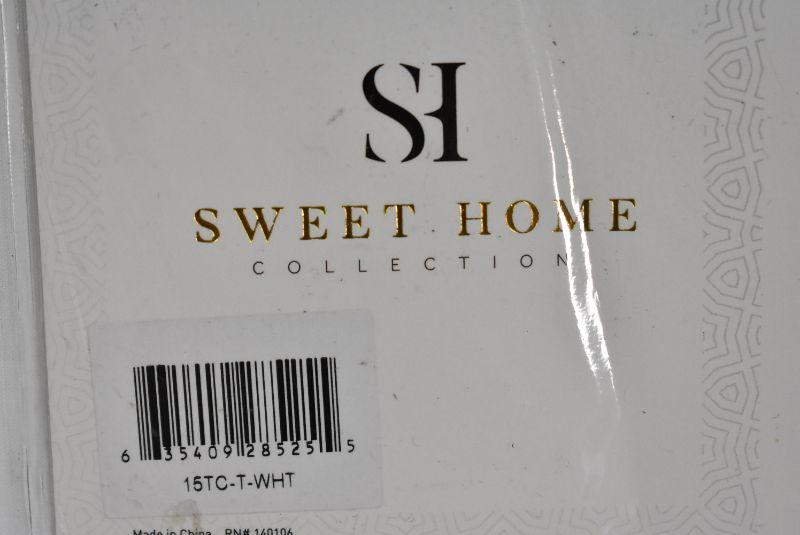 SH
SWEET HOME
COLLECTION
6 35409 28525 5
15TC-T-WHT
Made in China RN# 140106